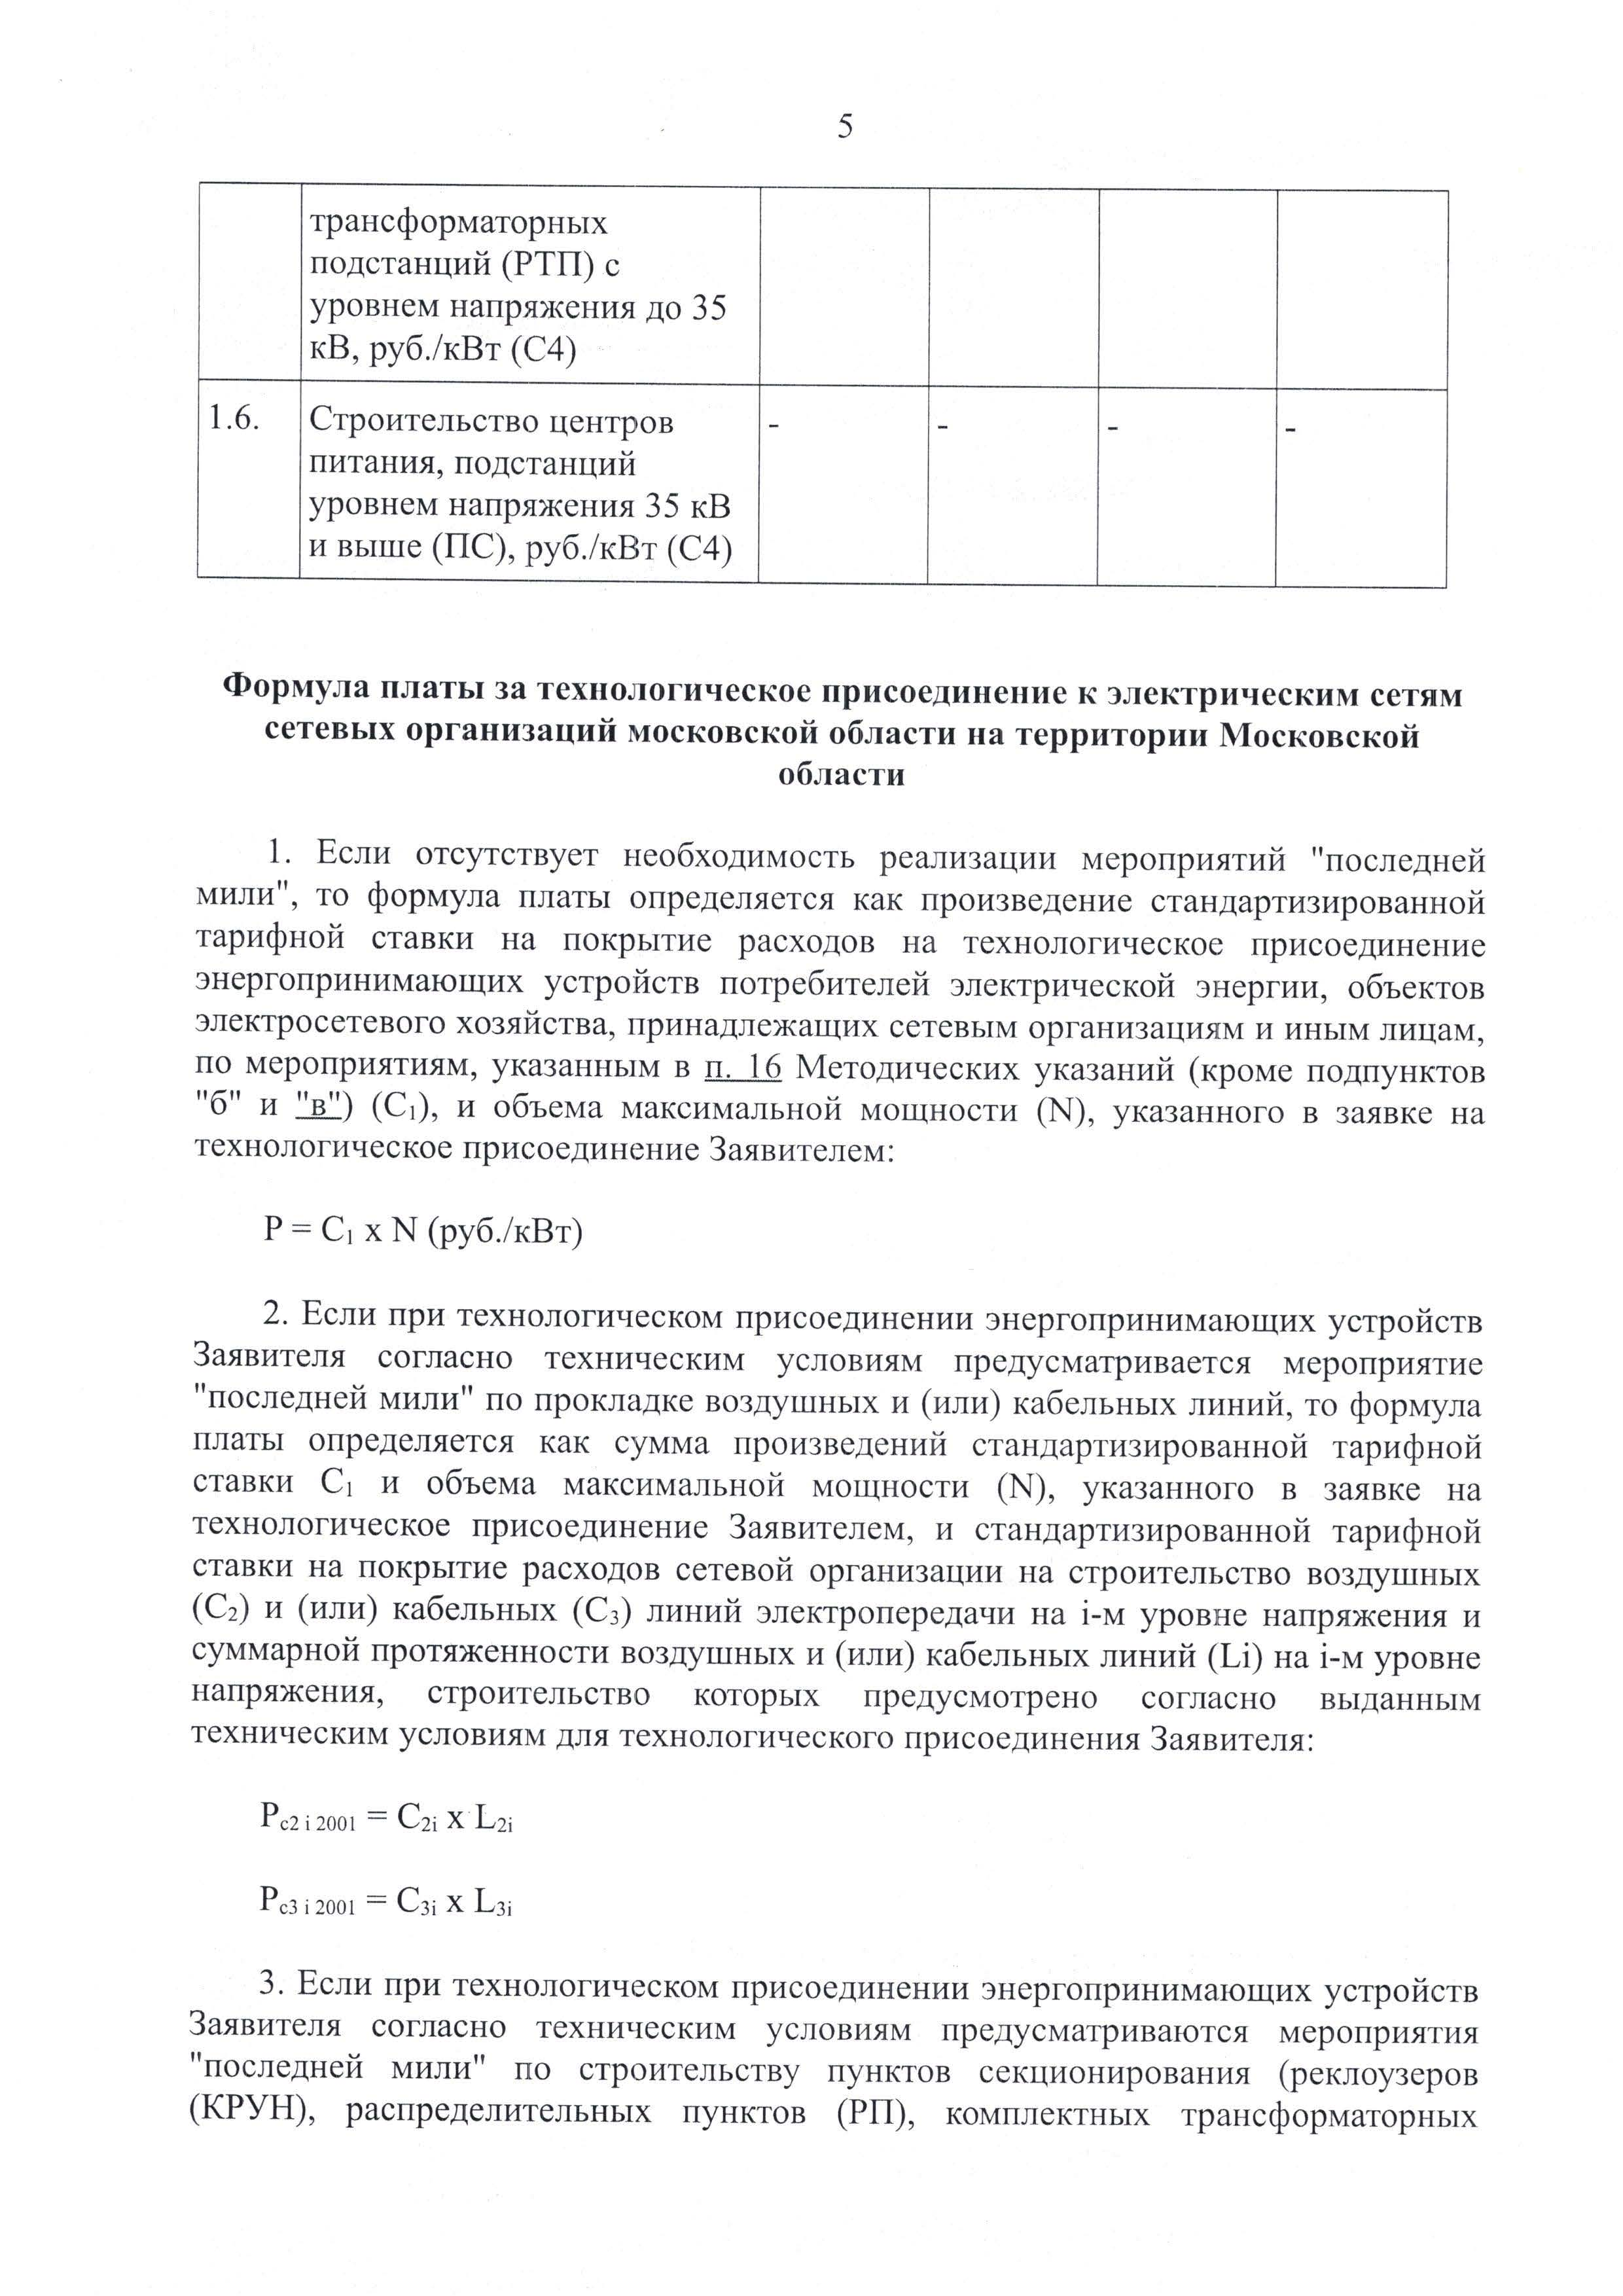 5
трансформаторных
подстанций (РТП) с
уровнем напряжения до 35
кВ, руб./кВт (С4)
1.6. Строительство центров - - - -
питания, подстанций
уровнем напряжения 35 кВ
и выше (ПС), руб./кВт (С4)
Формула платы за технологическое присоединение к электрическим сетям
сетевых организаций московской области на территории Московской
области
1. Если отсутствует необходимость реализации мероприятий "последней
мили", то формула платы определяется как произведение стандартизированной
тарифной ставки на покрытие расходов на технологическое присоединение
энергопринимающих устройств потребителей электрической энергии, объектов
электросетевого хозяйства, принадлежащих сетевым организациям и иным лицам,
по мероприятиям, указанным в п. 16 Методических указаний (кроме подпунктов
"б" и "в") (С₁), и объема максимальной мощности (N), указанного в заявке на
технологическое присоединение Заявителем:
Р = С₁ х N (руб./кВт)
2. Если при технологическом присоединении энергопринимающих устройств
Заявителя согласно техническим условиям предусматривается мероприятие
"последней мили" по прокладке воздушных и (или) кабельных линий, то формула
платы определяется как сумма произведений стандартизированной тарифной
ставки С₁ и объема максимальной мощности (N), указанного в заявке на
технологическое присоединение Заявителем, и стандартизированной тарифной
ставки на покрытие расходов сетевой организации на строительство воздушных
(С₂) и (или) кабельных (С₃) линий электропередачи на i-м уровне напряжения и
суммарной протяженности воздушных и (или) кабельных линий (Li) на i-м уровне
напряжения, строительство которых предусмотрено согласно выданным
техническим условиям для технологического присоединения Заявителя:
Рс2 i 2001 = С2i х L2i
Рс3 i 2001 = С3i х L3i
3. Если при технологическом присоединении энергопринимающих устройств
Заявителя согласно техническим условиям предусматриваются мероприятия
"последней мили" по строительству пунктов секционирования (реклоузеров
(КРУН), распределительных пунктов (РП), комплектных трансформаторных